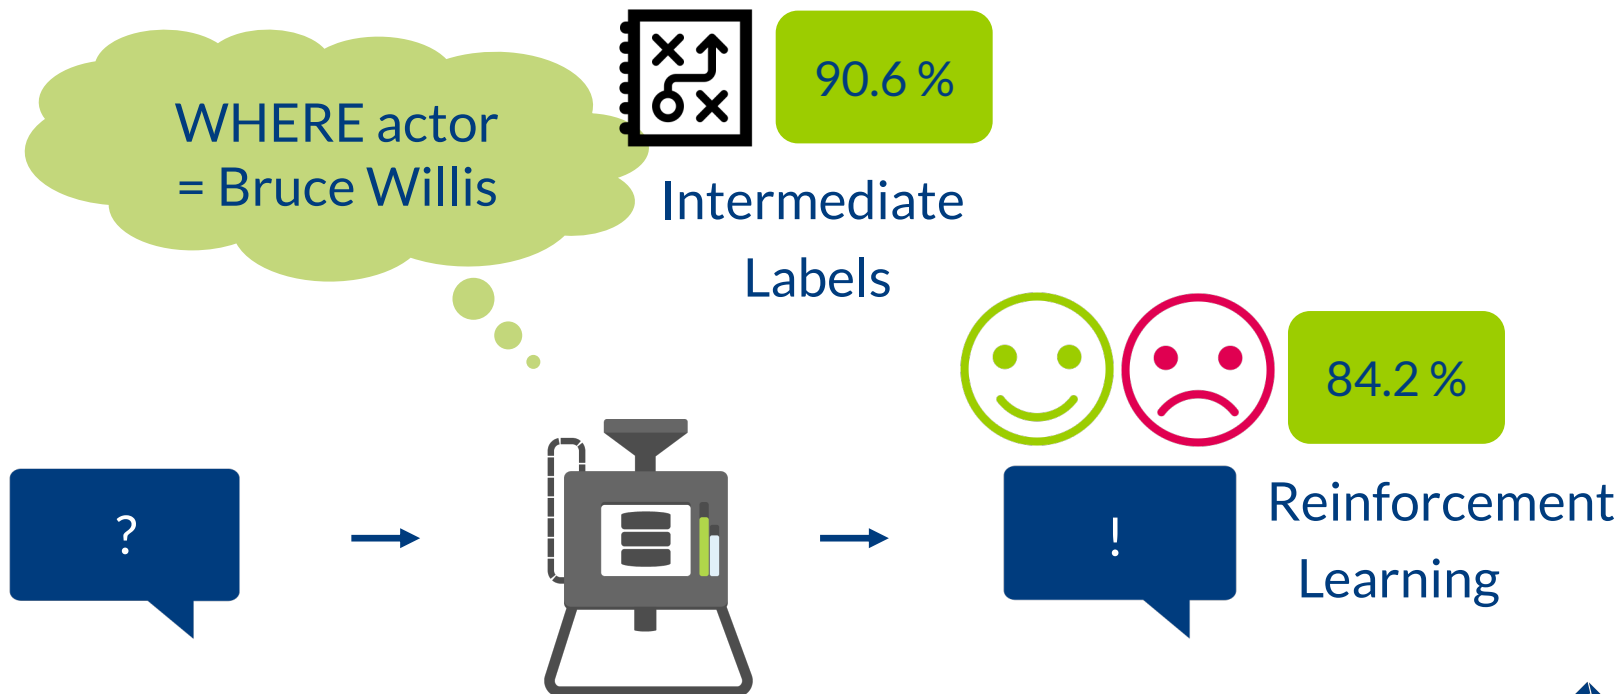 WHERE actor
= Bruce Willis
90.6 %
Intermediate
Labels
84.2 %
Reinforcement
Learning
?
!